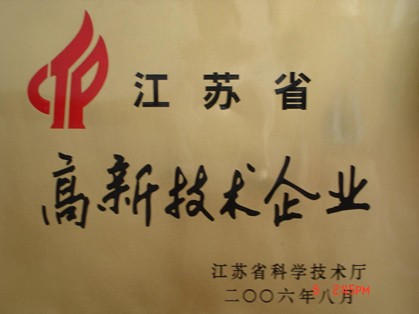 江苏省
高新技术企业
江苏省科学技术厅
二〇〇六年八月